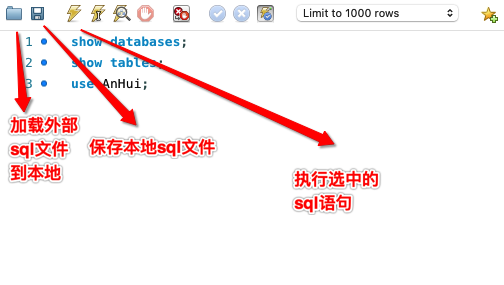 Limit to 1000 rows
1 show databases;
2 show tables;
3 use AnHui;
加载外部
sql文件
到本地
保存本地sql文件
执行选中的
sql语句